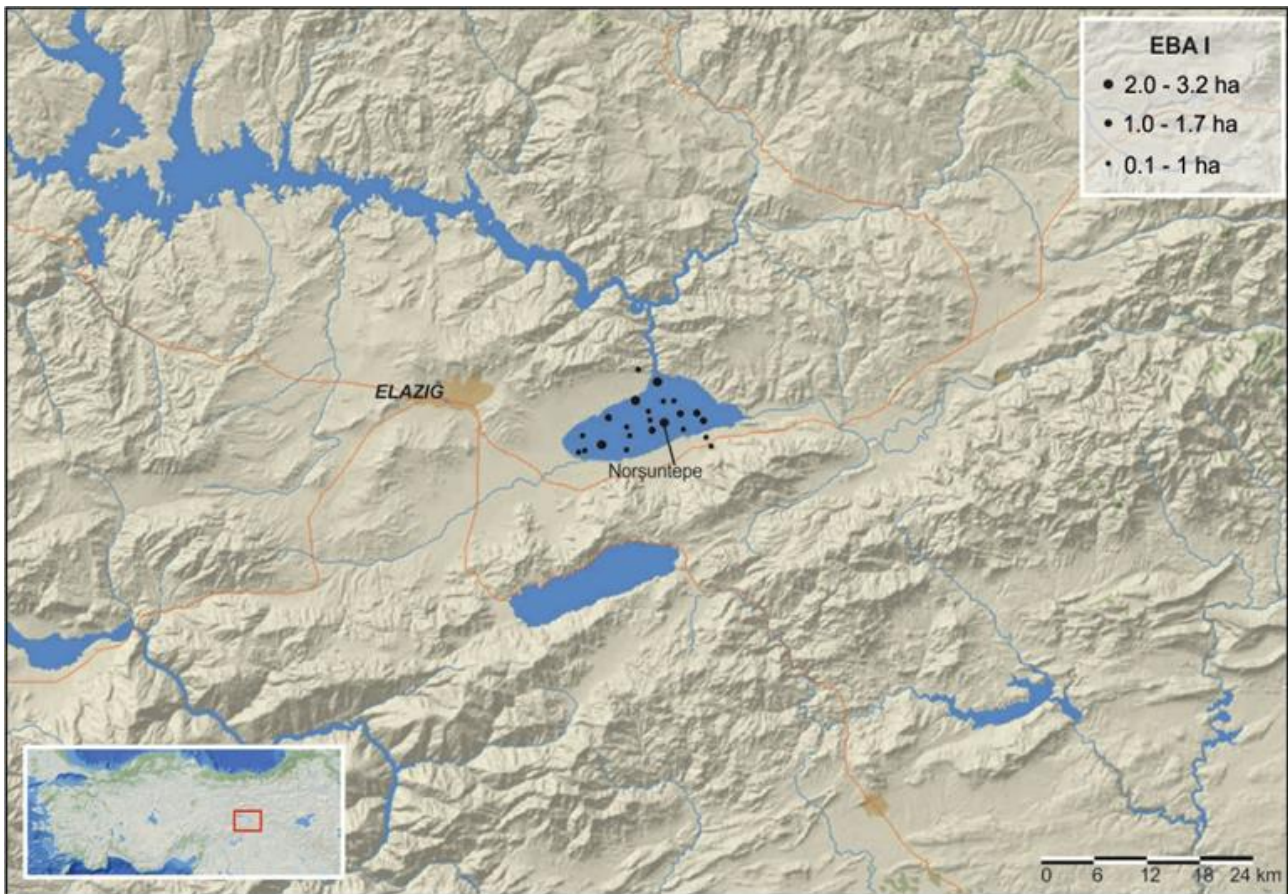 EBA I
2.0 - 3.2 ha
1.0 - 1.7 ha
0.1 - 1 ha
ELAZIĞ
Norşuntepe
0 6 12 18 24 km